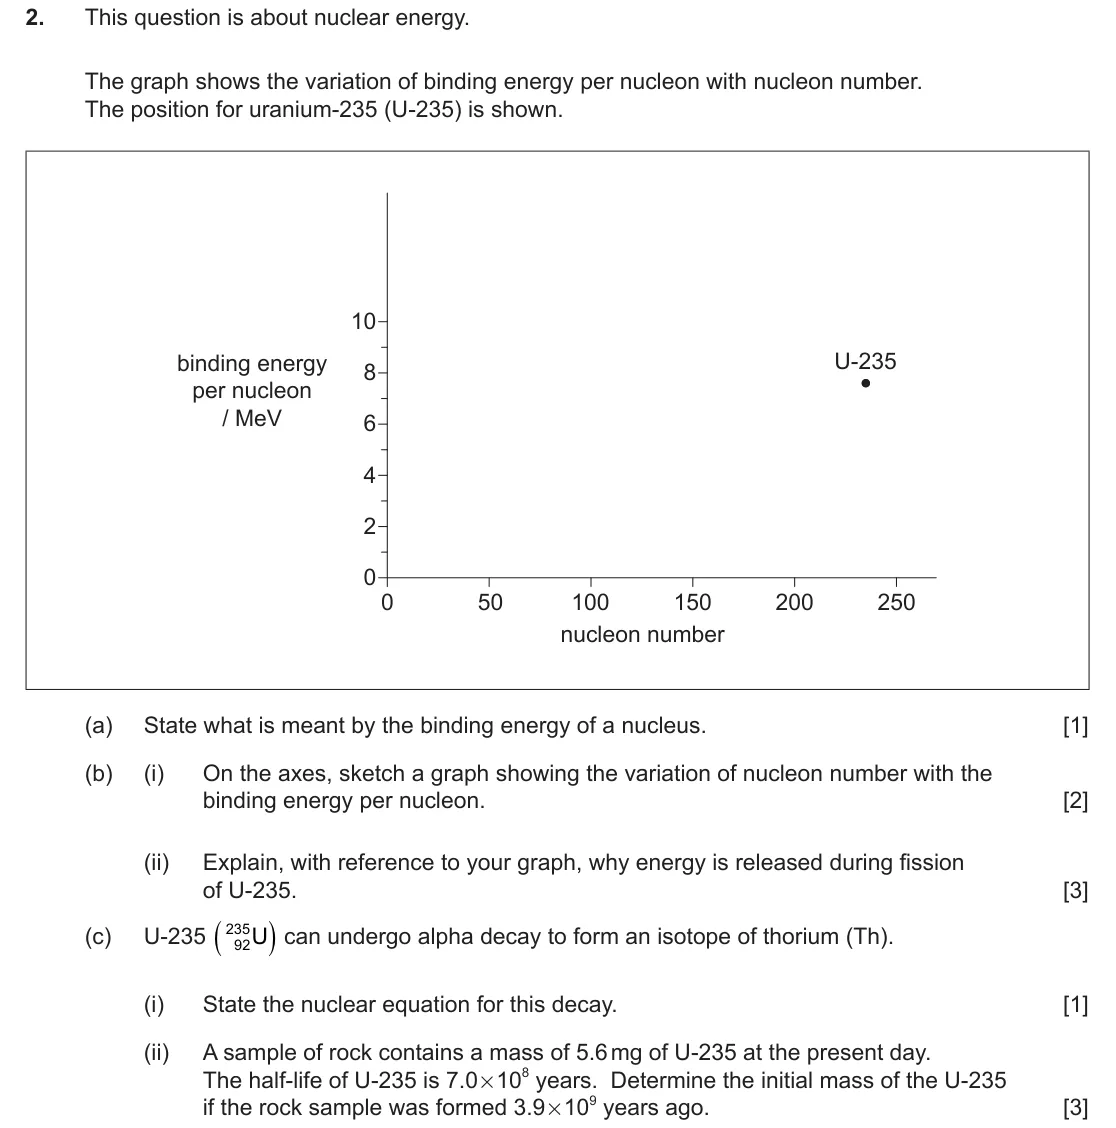 2. This question is about nuclear energy.
The graph shows the variation of binding energy per nucleon with nucleon number.
The position for uranium-235 (U-235) is shown.
10
8
6
4
2
0
binding energy
per nucleon
/ MeV
U-235
0 50 100 150 200 250
nucleon number
(a) State what is meant by the binding energy of a nucleus. [1]
(b) (i) On the axes, sketch a graph showing the variation of nucleon number with the
binding energy per nucleon. [2]
(ii) Explain, with reference to your graph, why energy is released during fission
of U-235. [3]
(c) U-235 (²³⁵₉₂U) can undergo alpha decay to form an isotope of thorium (Th).
(i) State the nuclear equation for this decay. [1]
(ii) A sample of rock contains a mass of 5.6 mg of U-235 at the present day.
The half-life of U-235 is 7.0×10⁸ years. Determine the initial mass of the U-235
if the rock sample was formed 3.9×10⁹ years ago. [3]